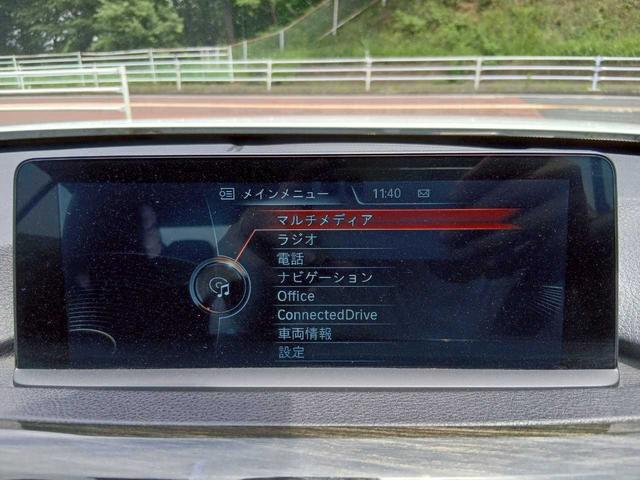 メインメニュー 11:40
マルチメディア
ラジオ
電話
ナビゲーション
Office
ConnectedDrive
車両情報
設定